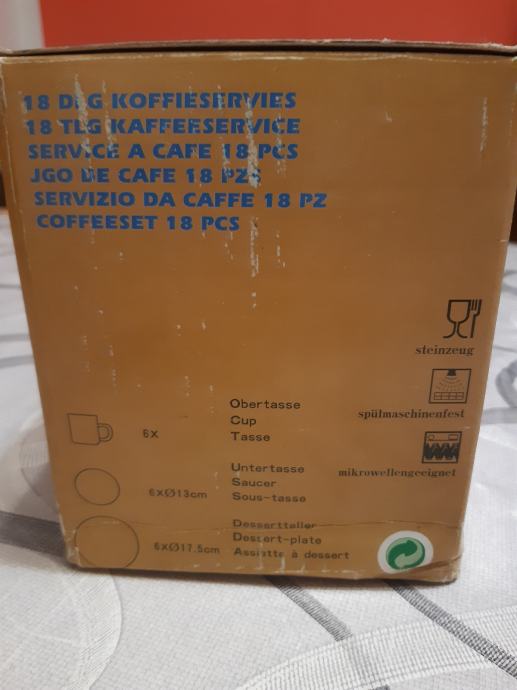 18 DLG KOFFIESERVIES
18 TLG KAFFEESERVICE
SERVICE A CAFE 18 PCS
JGO DE CAFE 18 PZS
SERVIZIO DA CAFFE 18 PZ
COFFEESET 18 PCS
steinzeug
spülmaschinenfest
mikrowellengeeignet
6X
Obertasse
Cup
Tasse
6XØ13cm
Untertasse
Saucer
Sous-tasse
6XØ17.5cm
Dessertteller
Dessert-plate
Assiette à dessert